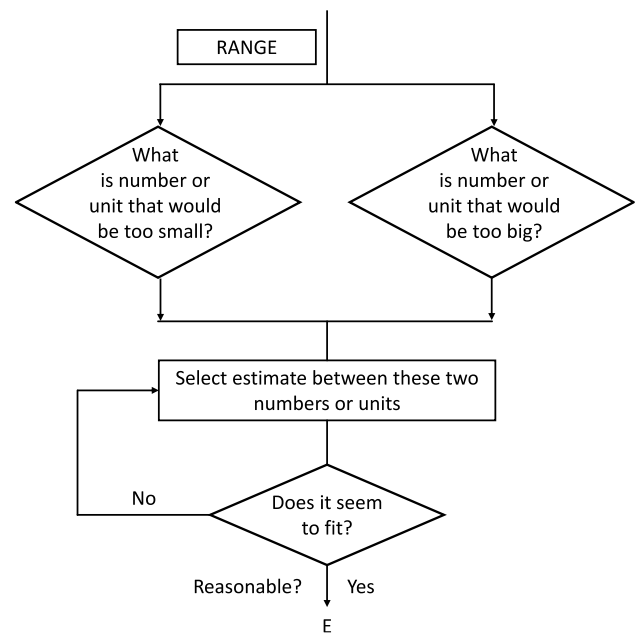 RANGE
What
is number or
unit that would
be too small?
What
is number or
unit that would
be too big?
Select estimate between these two
numbers or units
No
Does it seem
to fit?
Reasonable? Yes
E